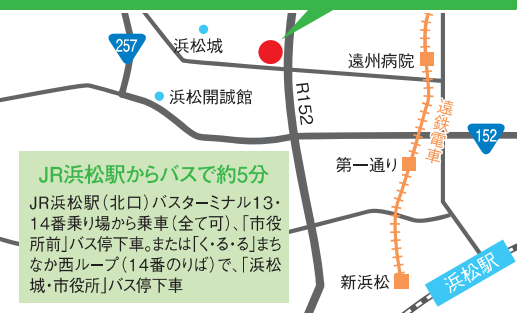 257
浜松城
浜松開誠館
R152
遠州病院
遠鉄電車
152
第一通り
新浜松
浜松駅
JR浜松駅からバスで約5分
JR浜松駅(北口)バスターミナル13・
14番乗り場から乗車(全て可)、「市役
所前」バス停下車。または「く・る・る」まち
なか西ループ(14番のりば)で、「浜松
城・市役所」バス停下車